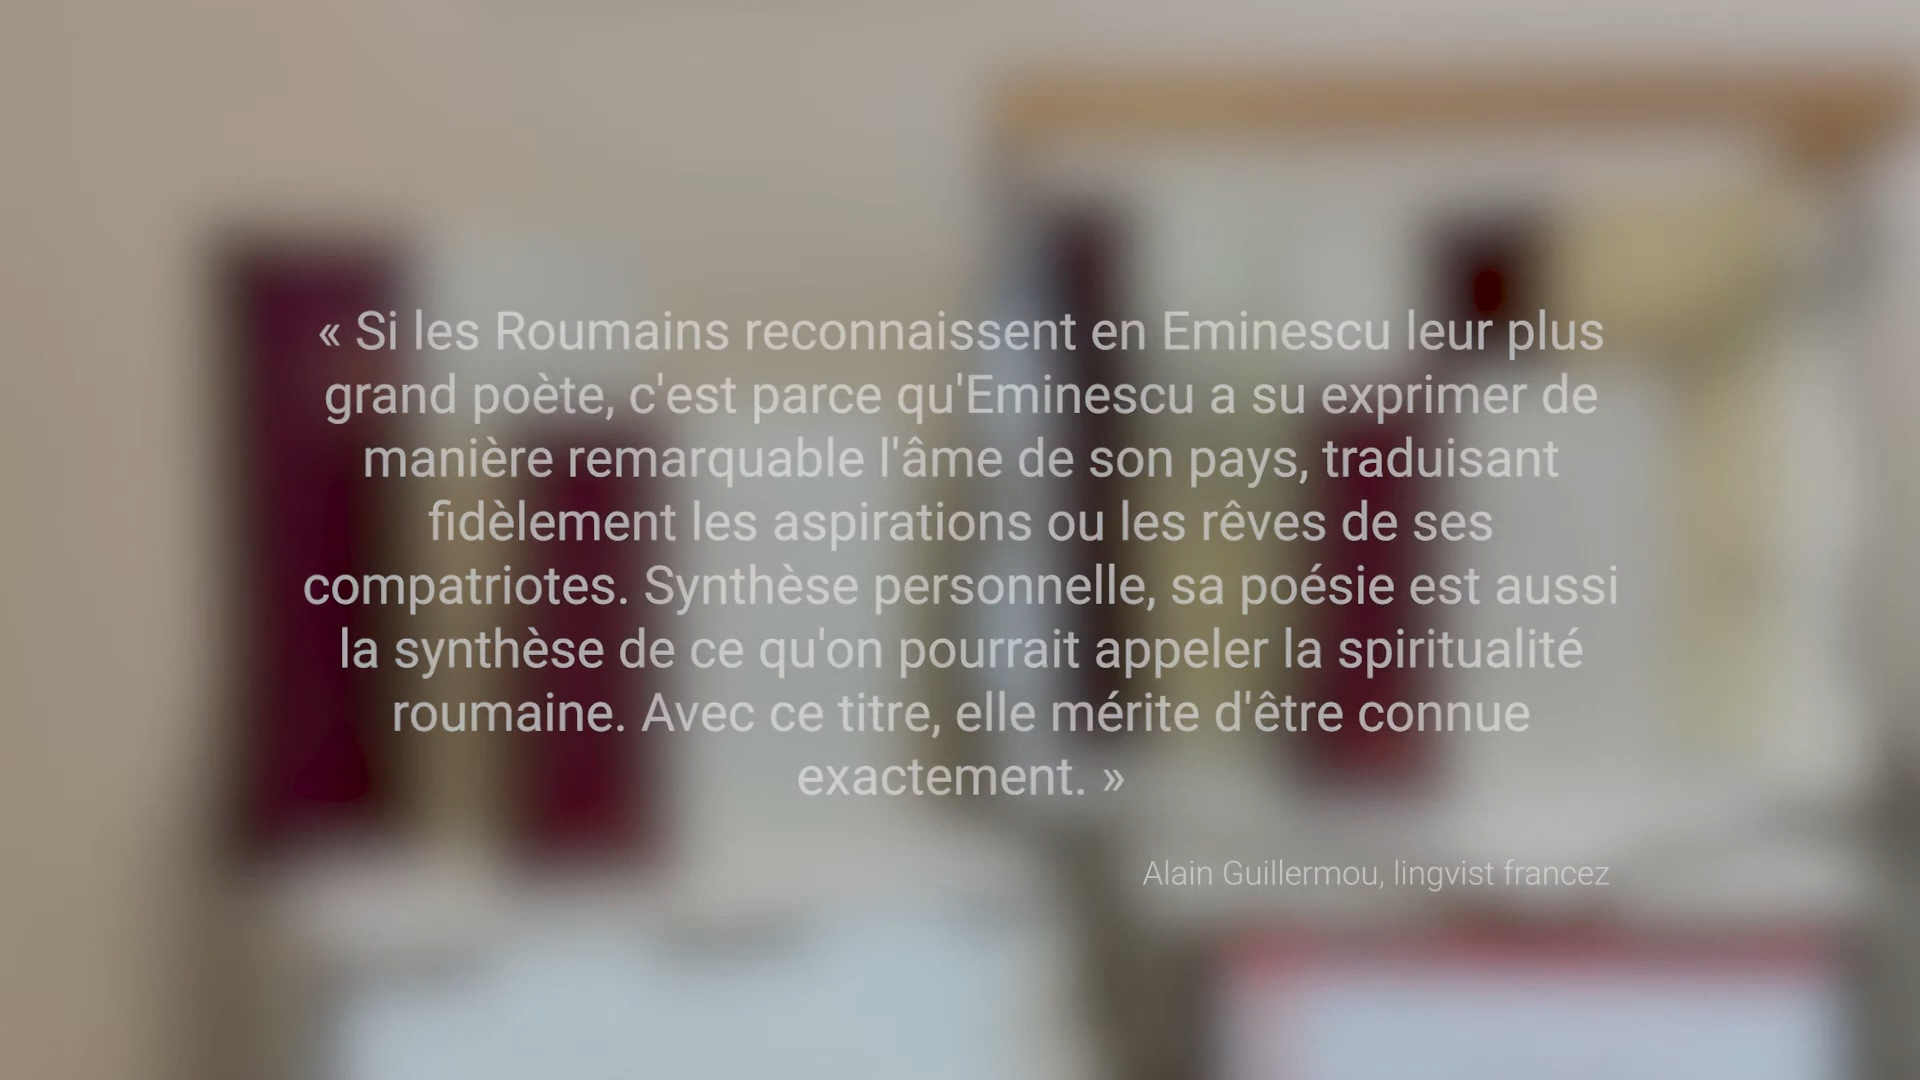 « Si les Roumains reconnaissent en Eminescu leur plus
grand poète, c'est parce qu'Eminescu a su exprimer de
manière remarquable l'âme de son pays, traduisant
fidèlement les aspirations ou les rêves de ses
compatriotes. Synthèse personnelle, sa poésie est aussi
la synthèse de ce qu'on pourrait appeler la spiritualité
roumaine. Avec ce titre, elle mérite d'être connue
exactement. »
Alain Guillermou, lingvist francez